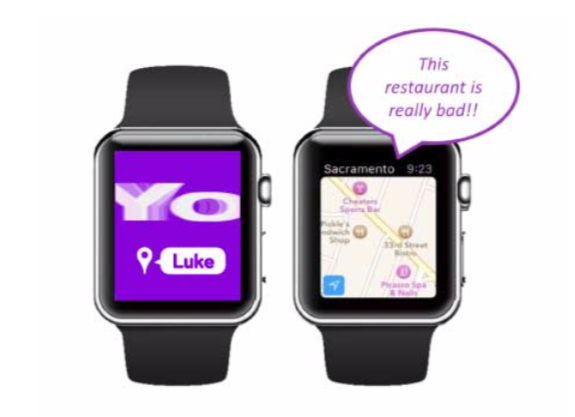 This
restaurant is
really bad!!
Yo
Luke
Sacramento 9:23
Cheaters
Sports Bar
Pickle's
Sandwich
Shop
33rd Street
Bistro
Picasso Spa
& Nails